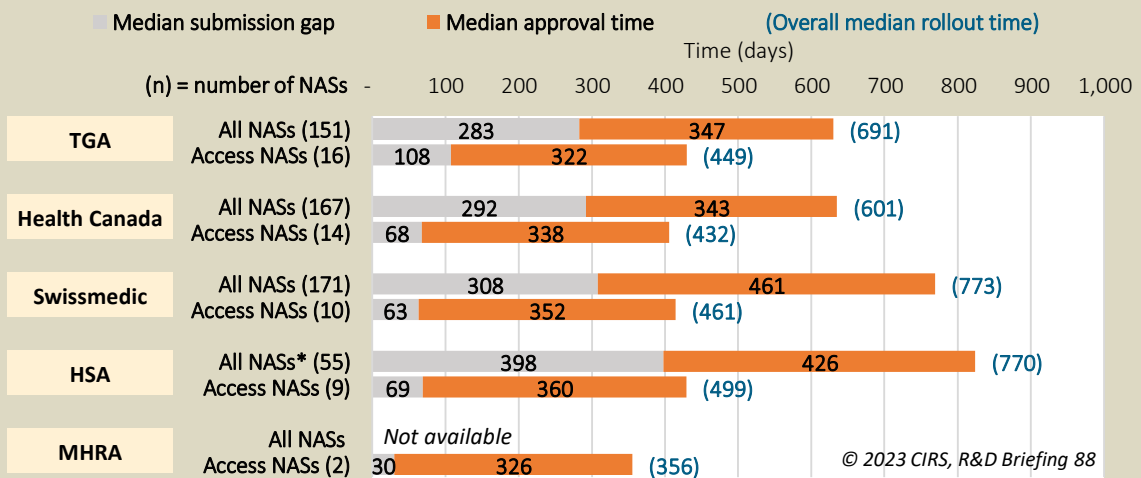 Median submission gap Median approval time (Overall median rollout time)
Time (days)
(n) = number of NASs - 100 200 300 400 500 600 700 800 900 1,000
TGA
All NASs (151) 283 347 (691)
Access NASs (16) 108 322 (449)
Health Canada
All NASs (167) 292 343 (601)
Access NASs (14) 68 338 (432)
Swissmedic
All NASs (171) 308 461 (773)
Access NASs (10) 63 352 (461)
HSA
All NASs* (55) 398 426 (770)
Access NASs (9) 69 360 (499)
MHRA
All NASs Not available
Access NASs (2) 30 326 (356)
© 2023 CIRS, R&D Briefing 88